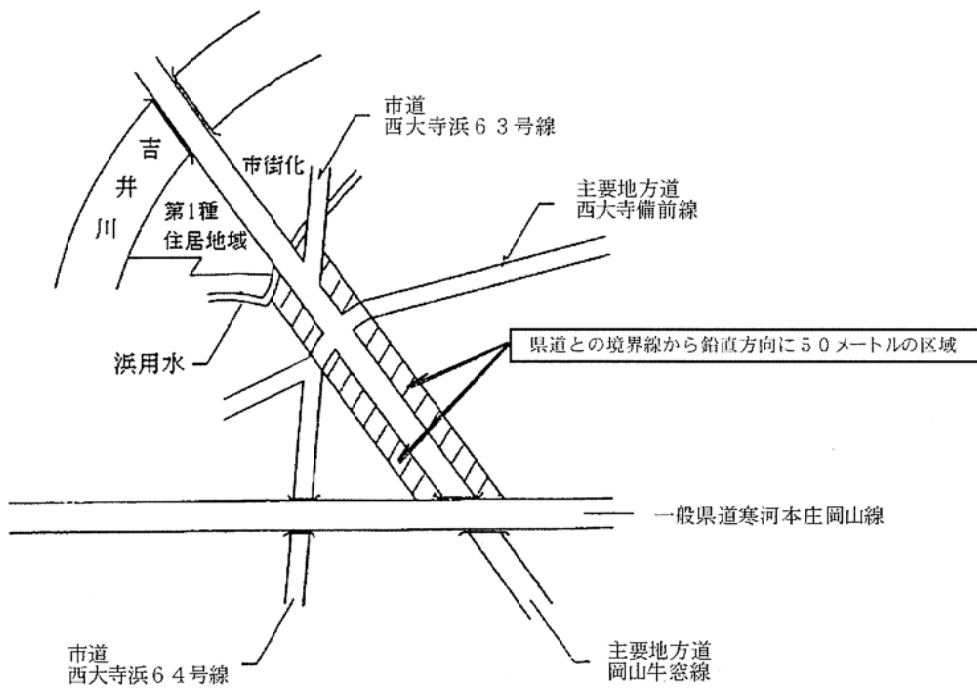 市道
西大寺浜６３号線
吉井川
市街化
第1種
住居地域
主要地方道
西大寺備前線
浜用水
県道との境界線から鉛直方向に５０メートルの区域
一般県道寒河本庄岡山線
市道
西大寺浜６４号線
主要地方道
岡山牛窓線